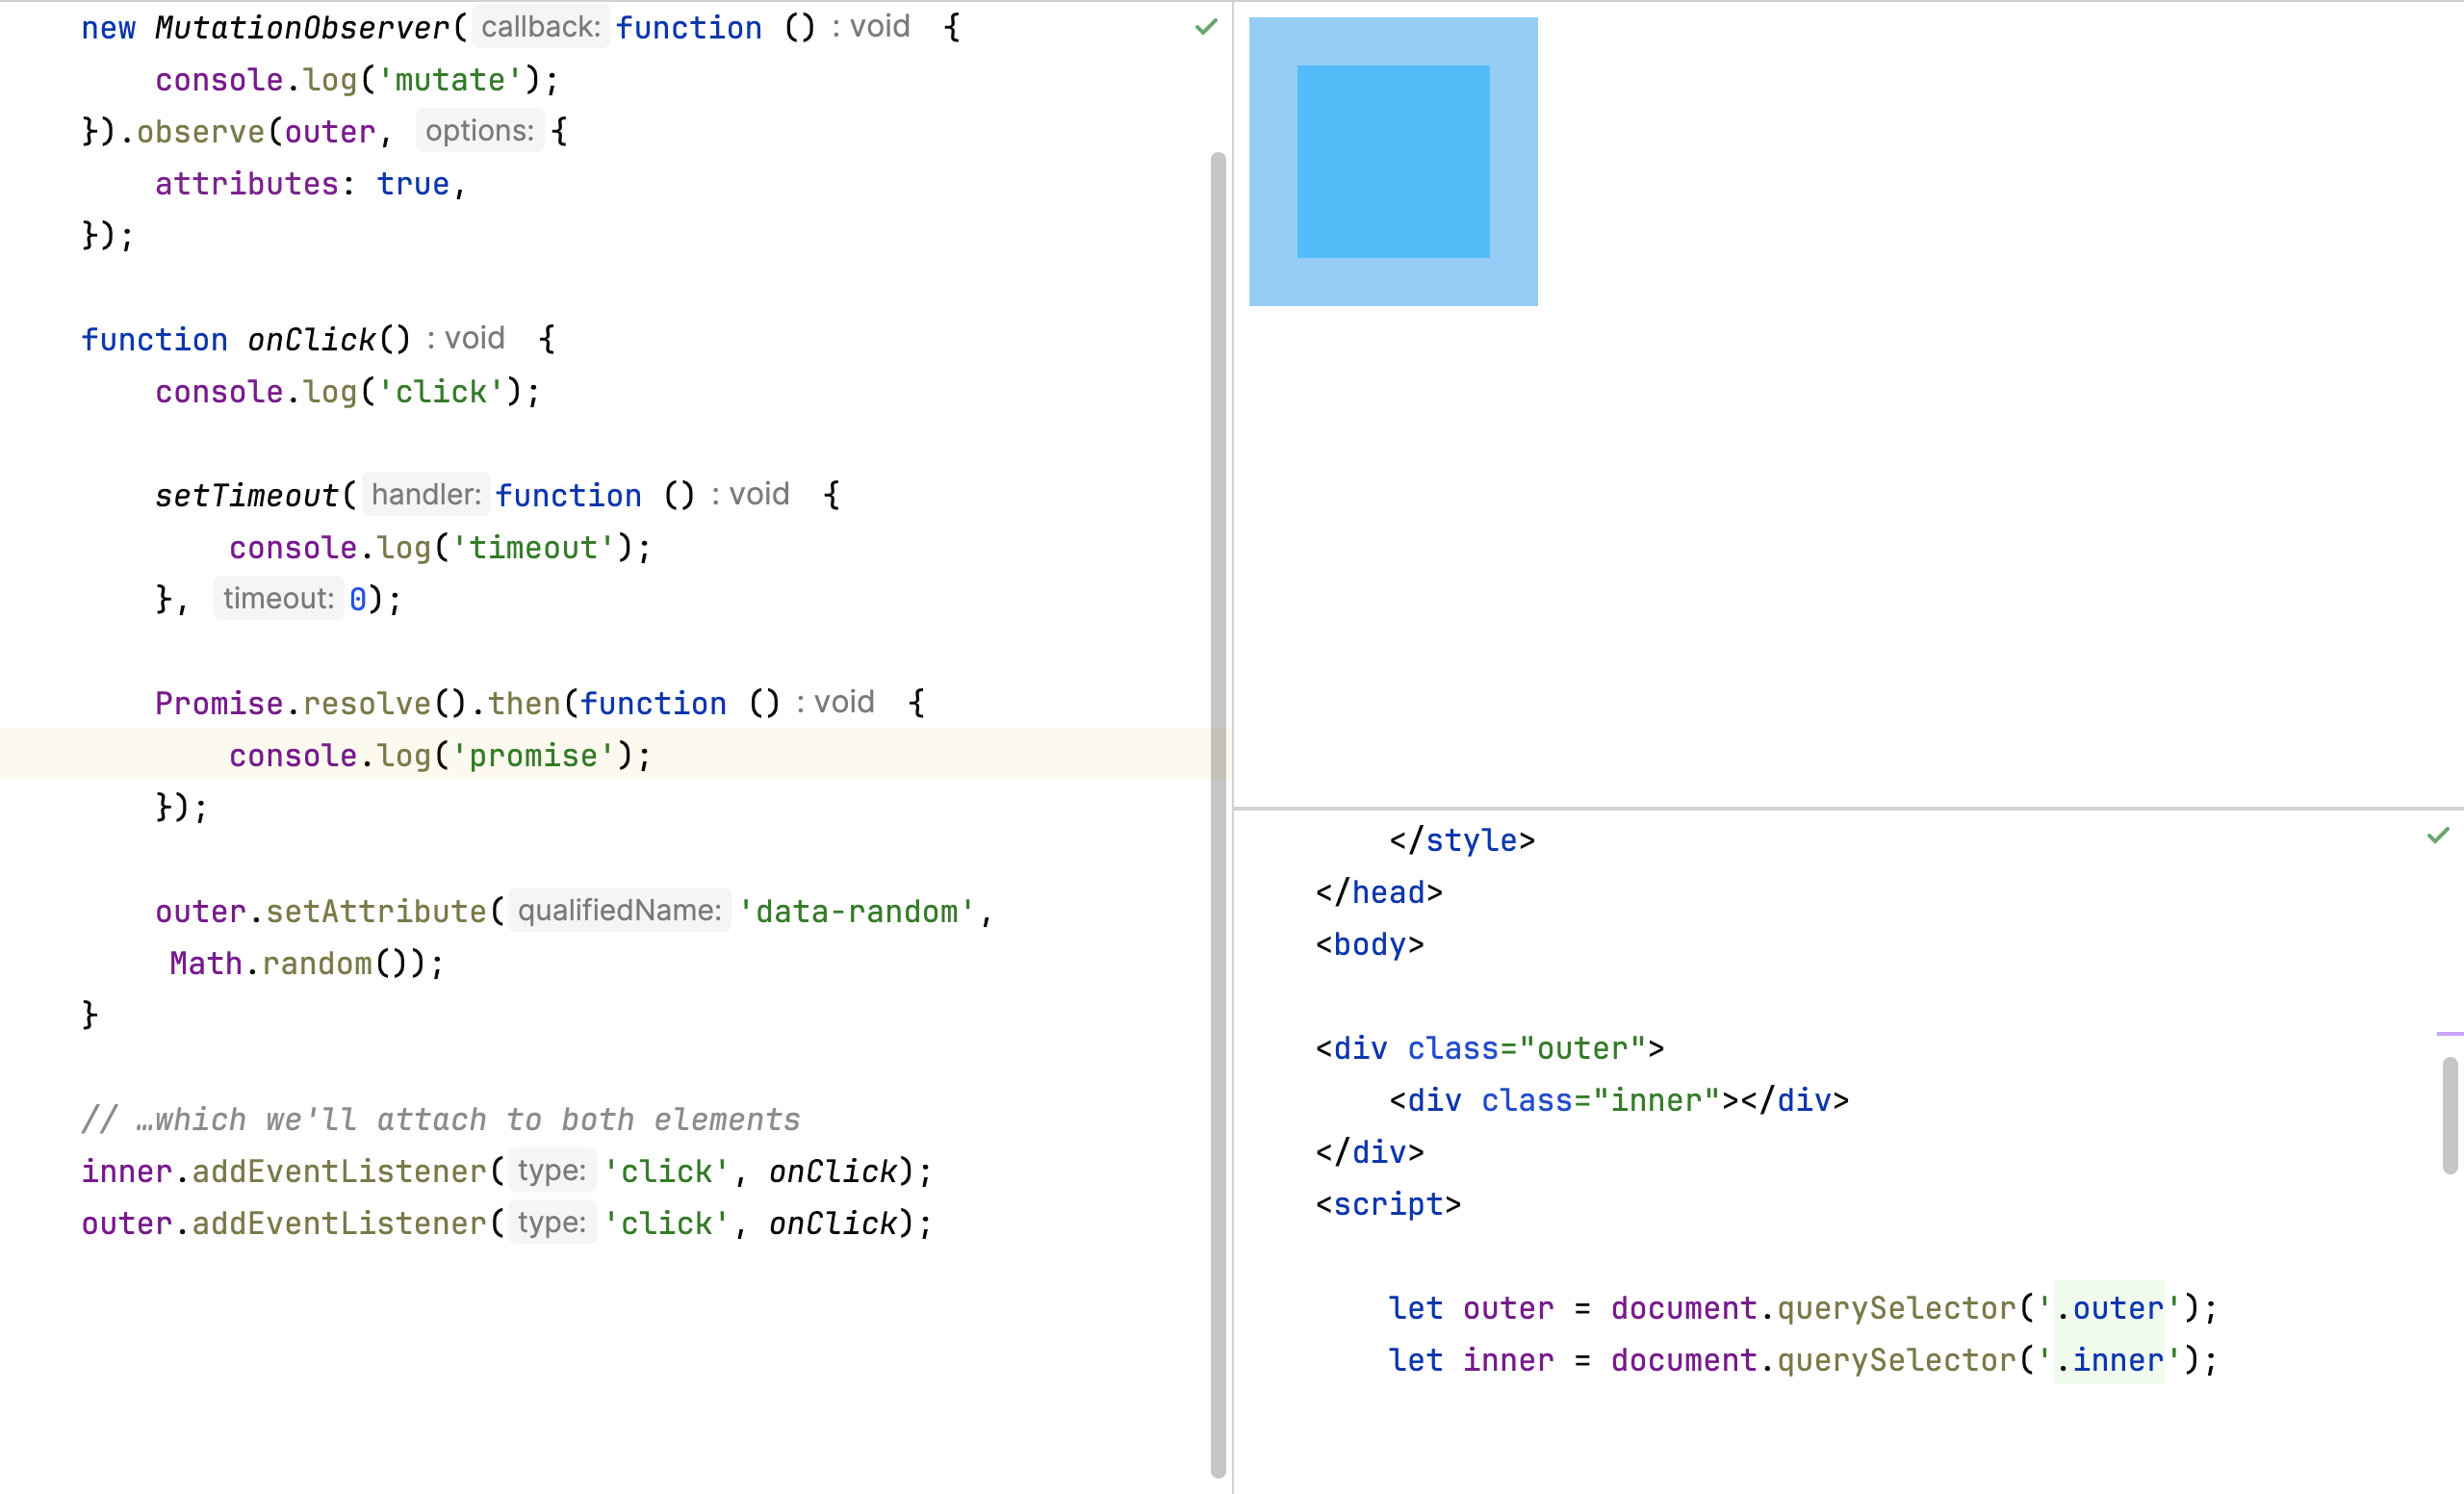 new MutationObserver( callback: function () : void {
    console.log('mutate');
}).observe(outer, options: {
    attributes: true,
});
function onClick() : void {
    console.log('click');
    setTimeout( handler: function () : void {
        console.log('timeout');
    }, timeout: 0);
    Promise.resolve().then(function () : void {
        console.log('promise');
    });
    outer.setAttribute( qualifiedName: 'data-random',
     Math.random());
}
// …which we'll attach to both elements
inner.addEventListener( type: 'click', onClick);
outer.addEventListener( type: 'click', onClick);
    </style>
</head>
<body>
<div class="outer">
    <div class="inner"></div>
</div>
<script>
    let outer = document.querySelector('.outer');
    let inner = document.querySelector('.inner');